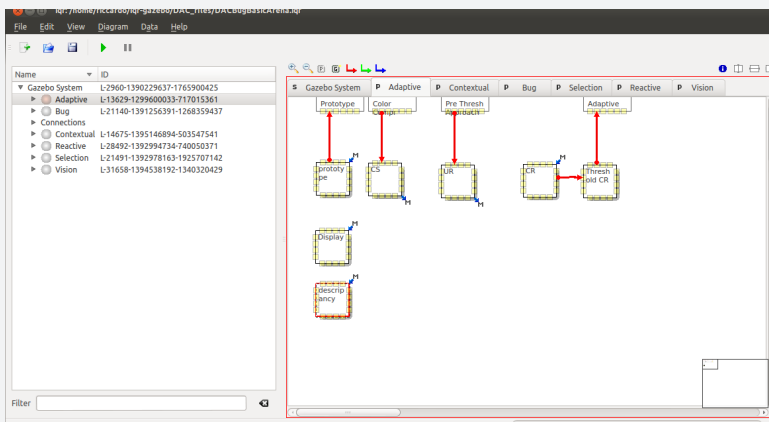 iqr: /home/riccardo/iqr-gazebo/DAC_files/DACBugBasicArena.iqr
File Edit View Diagram Data Help
Name ID
Gazebo System L-2960-1390229637-1765900425
Adaptive L-13629-1299600033-717015361
Bug L-21140-1391256391-1268359437
Connections
Contextual L-14675-1395146894-503547541
Reactive L-28492-1392994734-740050371
Selection L-21491-1392978163-1925707142
Vision L-31658-1394538192-1340320429
Filter
S Gazebo System P Adaptive P Contextual P Bug P Selection P Reactive P Vision
Prototype Color Pre Thresh Adaptive
prototy CS UR CR Thresh
pe old CR
M M M M
Display M
descrip M
ancy